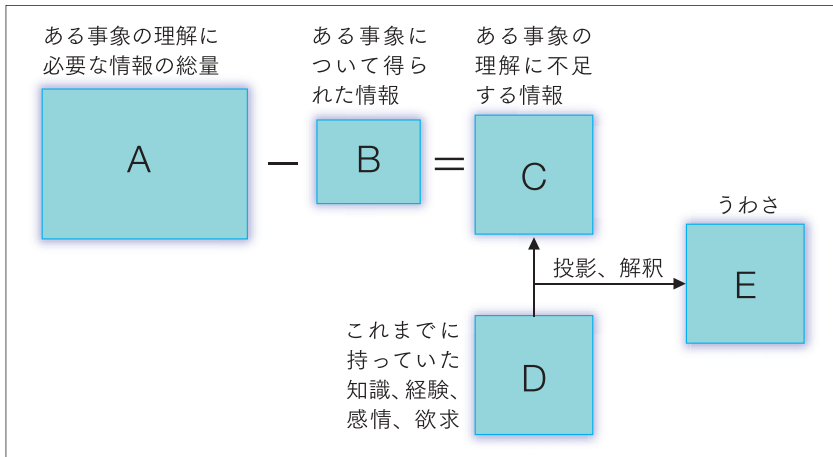 ある事象の理解に
必要な情報の総量
A
−
ある事象に
ついて得ら
れた情報
B
=
ある事象の
理解に不足
する情報
C
うわさ
投影、解釈
E
これまでに
持っていた
知識、経験、
感情、欲求
D